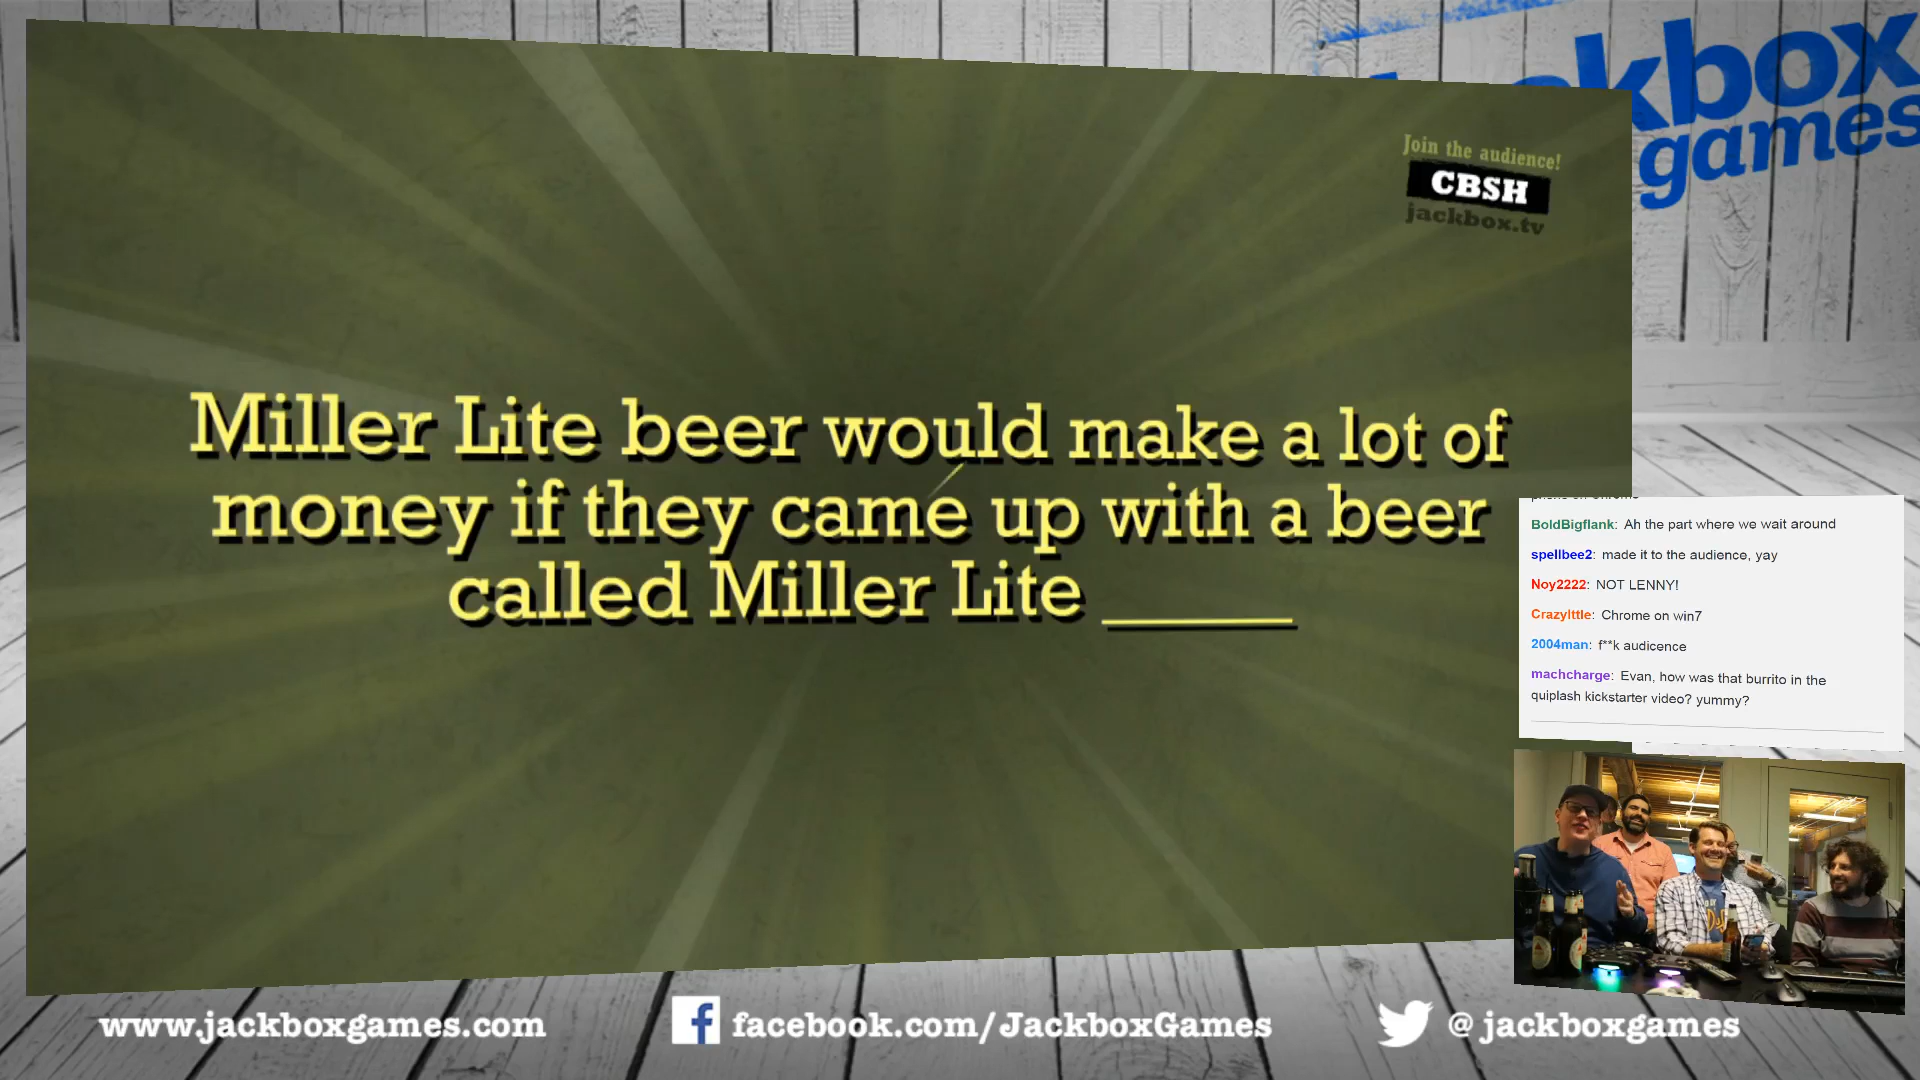 Jackbox
games
Join the audience!
CBSH
jackbox.tv
Miller Lite beer would make a lot of
money if they came up with a beer
called Miller Lite _____
BoldBigflank: Ah the part where we wait around
spellbee2: made it to the audience, yay
Noy2222: NOT LENNY!
Crazylttle: Chrome on win7
2004man: f**k audicence
machcharge: Evan, how was that burrito in the
quiplash kickstarter video? yummy?
www.jackboxgames.com
facebook.com/JackboxGames
@jackboxgames